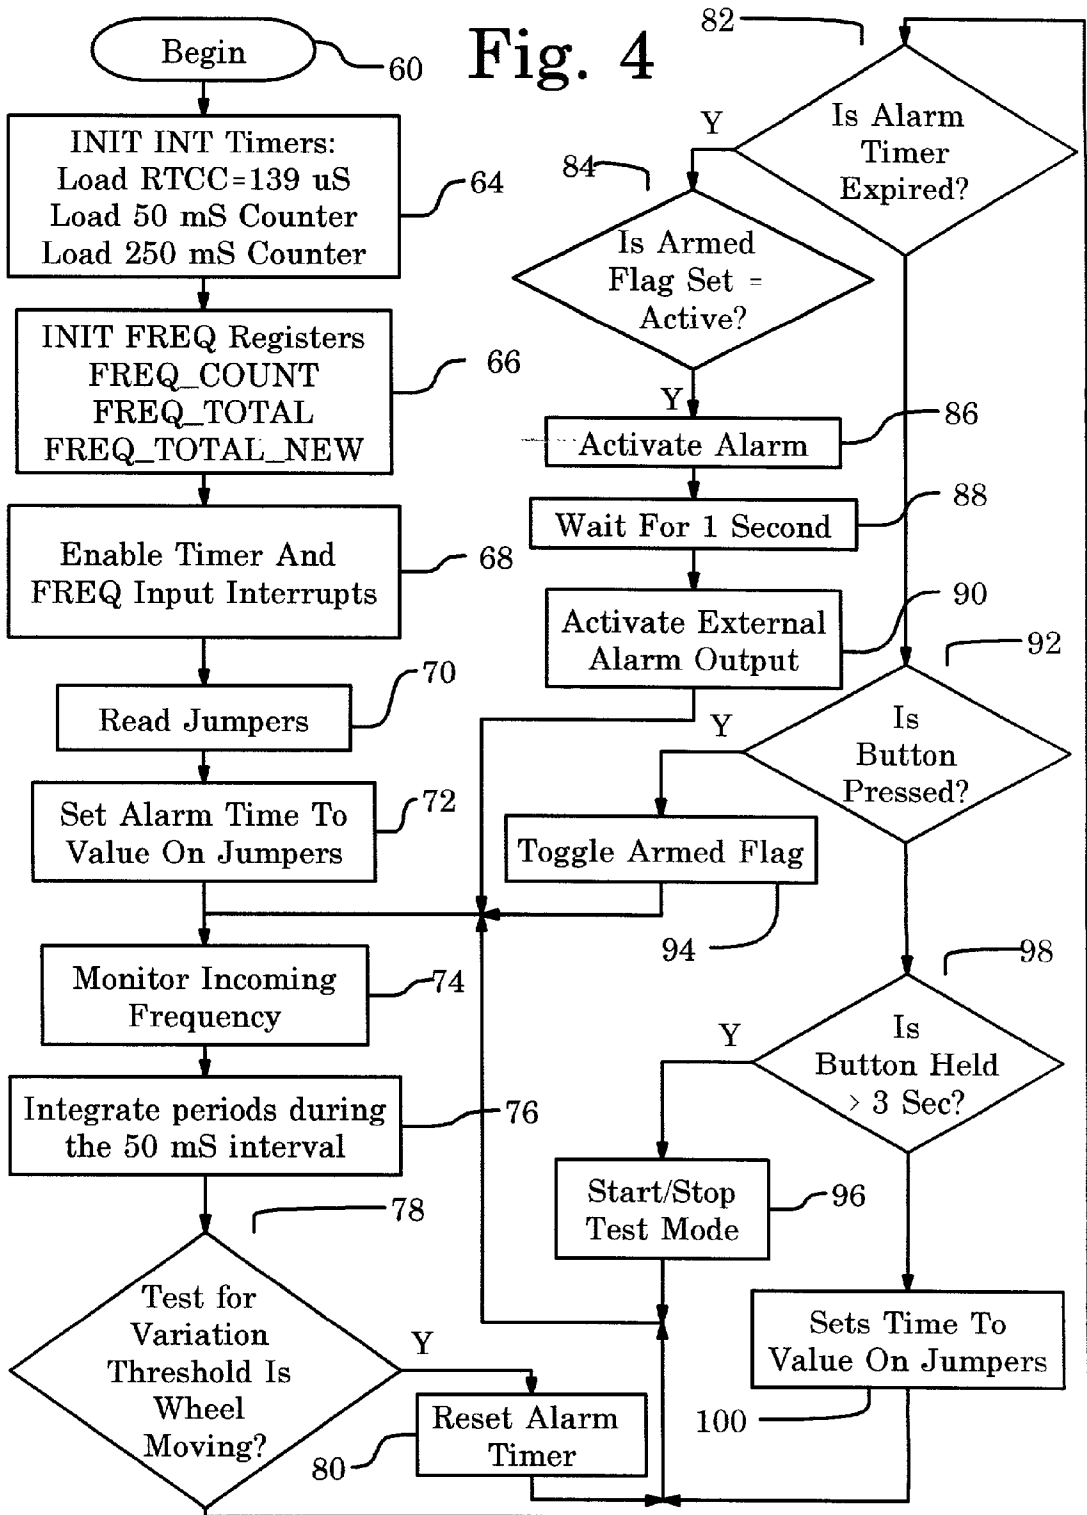 Fig. 4
Begin
60
INIT INT Timers:
Load RTCC=139 uS
Load 50 mS Counter
Load 250 mS Counter
64
INIT FREQ Registers
FREQ_COUNT
FREQ_TOTAL
FREQ_TOTAL_NEW
66
Enable Timer And
FREQ Input Interrupts
68
Read Jumpers
70
Set Alarm Time To
Value On Jumpers
72
Monitor Incoming
Frequency
74
Integrate periods during
the 50 mS interval
76
Test for
Variation
Threshold Is
Wheel
Moving?
78
Y
Reset Alarm
Timer
80
Is Alarm
Timer
Expired?
82
Y
Is Armed
Flag Set =
Active?
84
Y
Activate Alarm
86
Wait For 1 Second
88
Activate External
Alarm Output
90
Is
Button
Pressed?
92
Y
Toggle Armed Flag
94
Is
Button Held
> 3 Sec?
98
Y
Start/Stop
Test Mode
96
Sets Time To
Value On Jumpers
100